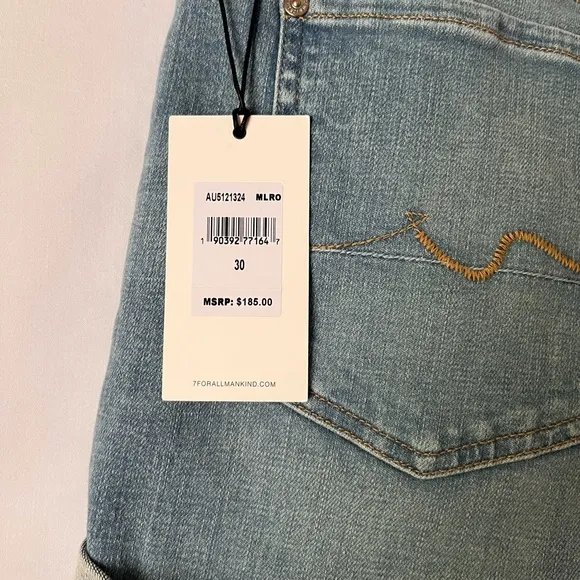 AU5121324 MLRO
1 90392 77164 7
30
MSRP: $185.00
7FORALLMANKIND.COM